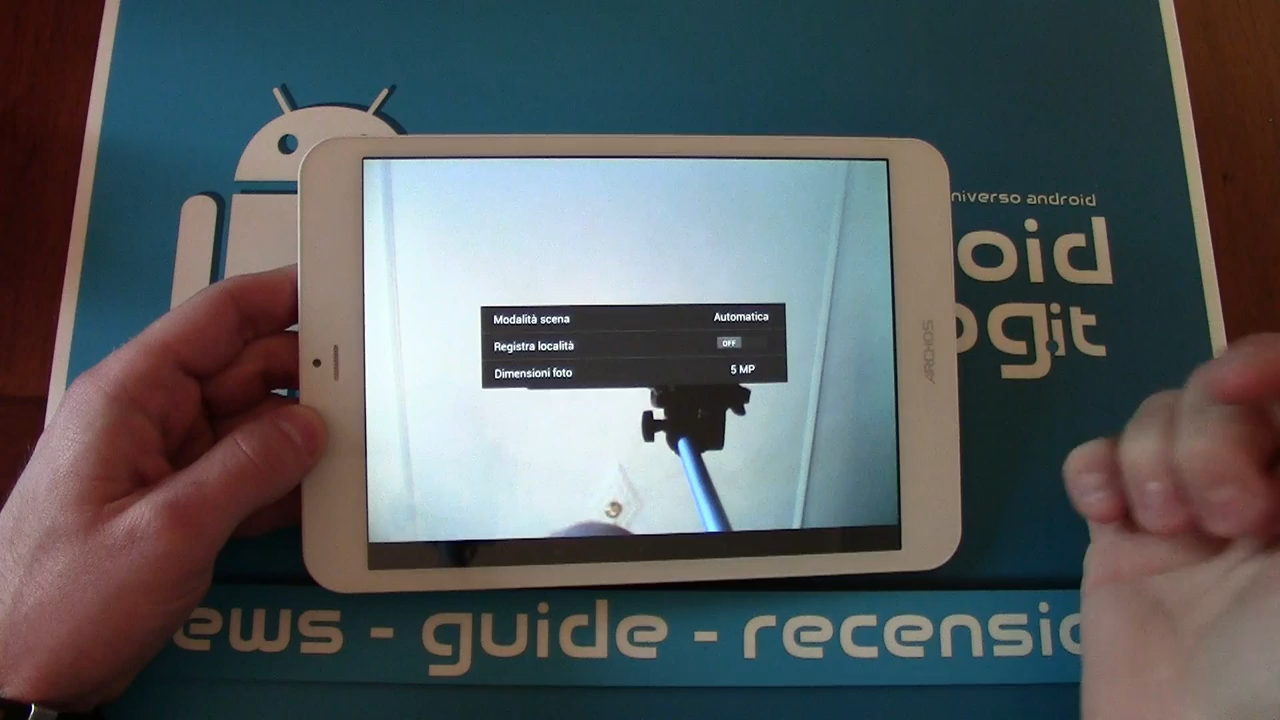 niverso android
oid
ogit
Modalità scena Automatica
Registra località OFF
Dimensioni foto 5 MP
ARCHOS
ews - guide - recensio